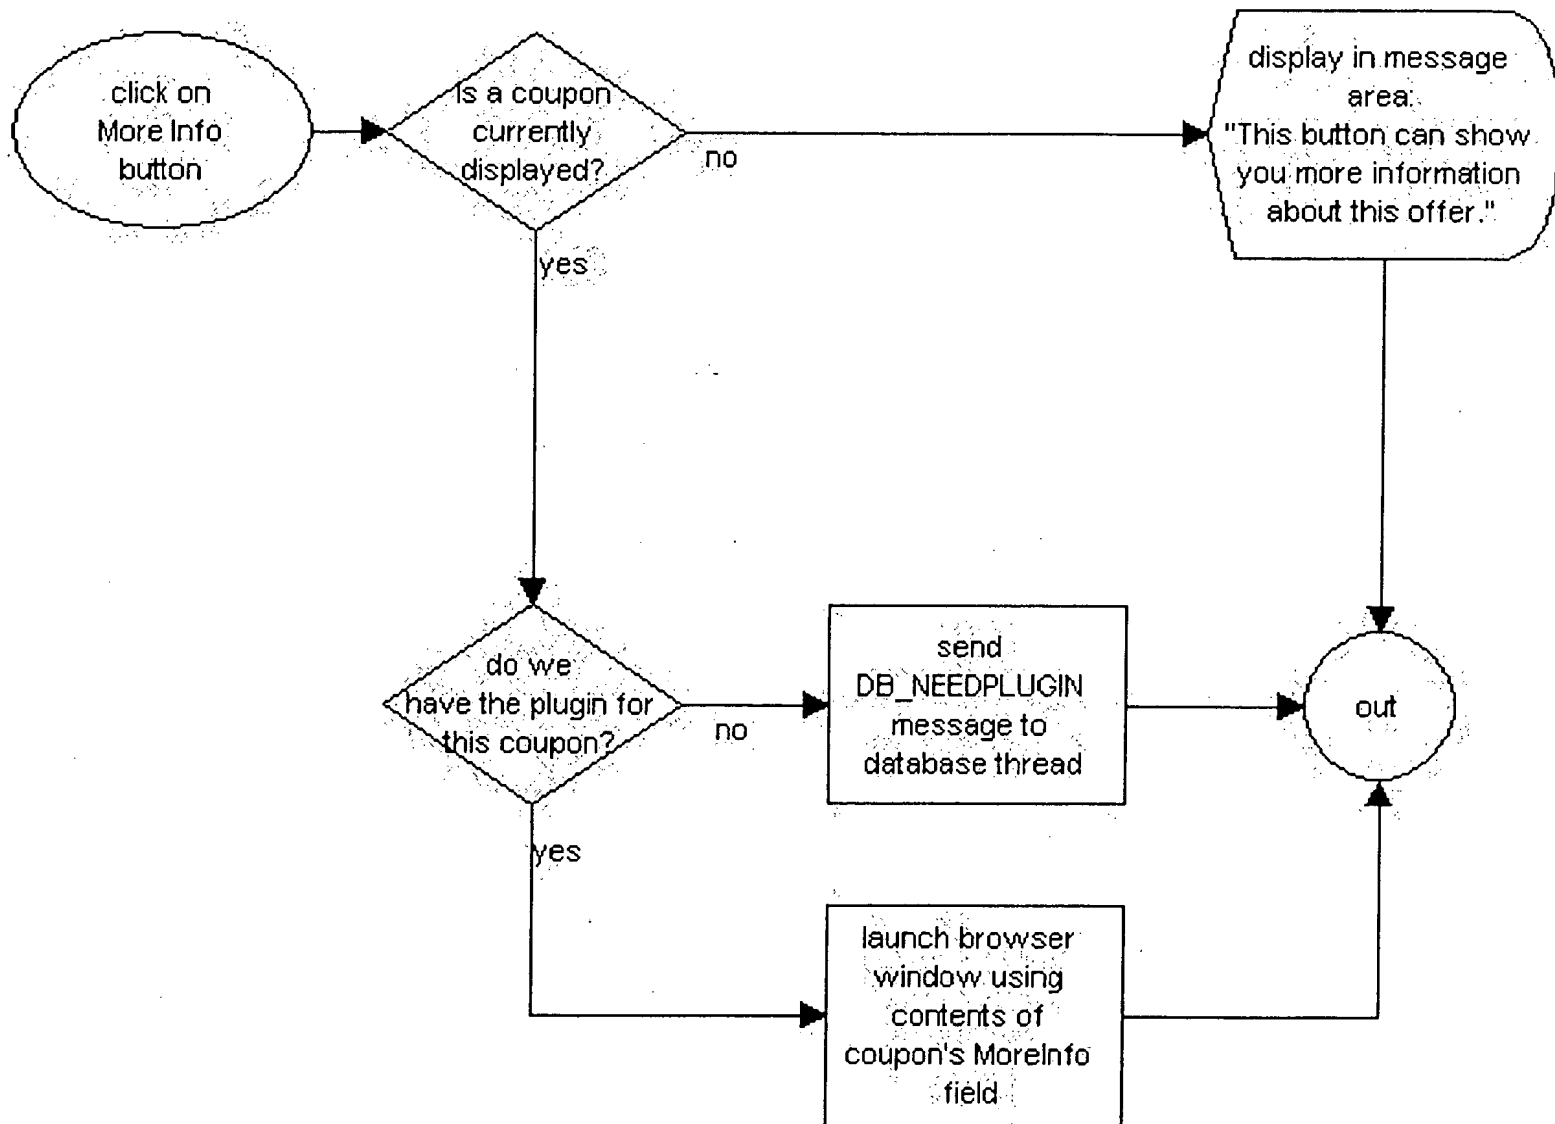 click on
More Info
button
Is a coupon
currently
displayed?
no
display in message
area:
"This button can show
you more information
about this offer."
yes
do we
have the plugin for
this coupon?
no
send
DB_NEEDPLUGIN
message to
database thread
out
yes
launch browser
window using
contents of
coupon's MoreInfo
field